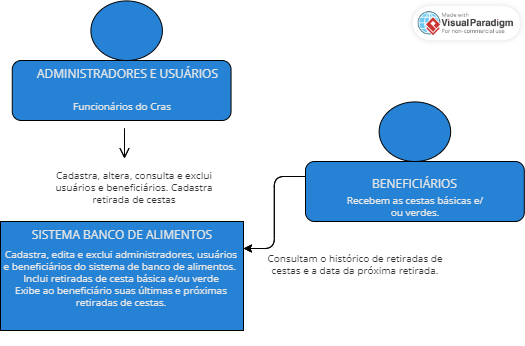 Made with
Visual Paradigm
For non-commercial use
ADMINISTRADORES E USUÁRIOS
Funcionários do Cras
Cadastra, altera, consulta e exclui
usuários e beneficiários. Cadastra
retirada de cestas
BENEFICIÁRIOS
Recebem as cestas básicas e/
ou verdes.
SISTEMA BANCO DE ALIMENTOS
Cadastra, edita e exclui administradores, usuários
e beneficiários do sistema de banco de alimentos.
Inclui retiradas de cesta básica e/ou verde
Exibe ao beneficiário suas últimas e próximas
retiradas de cestas.
Consultam o histórico de retiradas de
cestas e a data da próxima retirada.